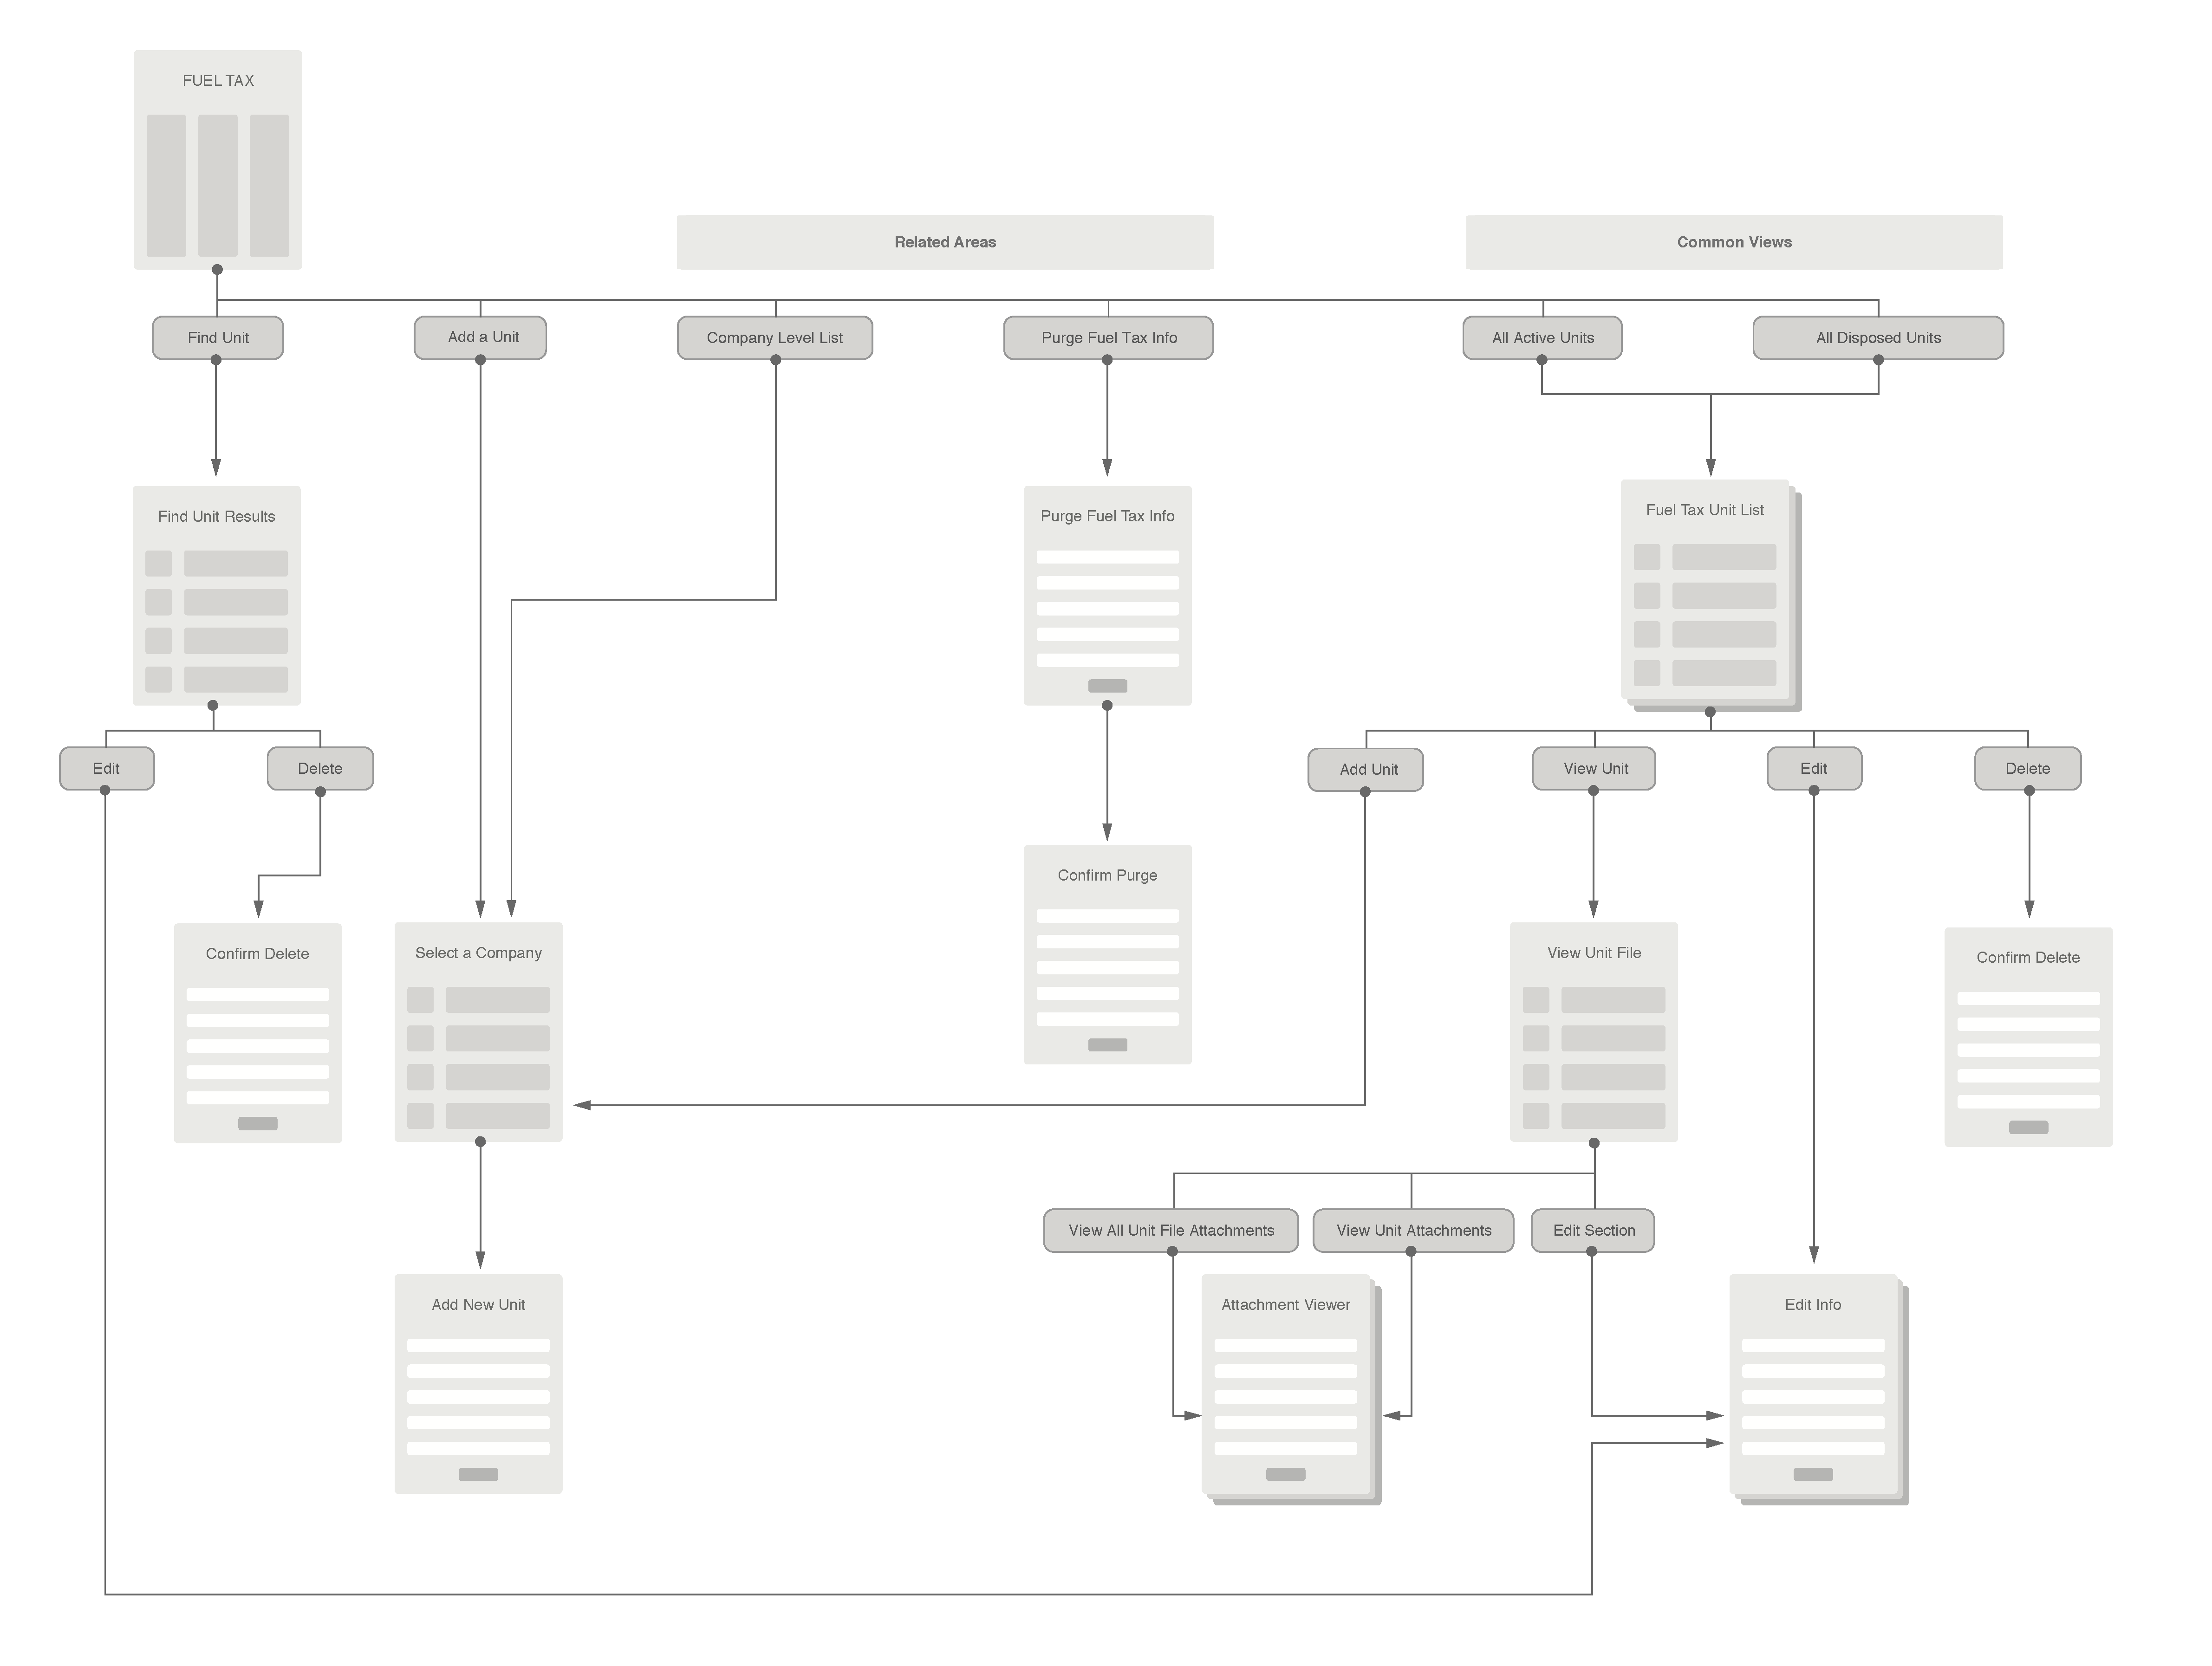 FUEL TAX
Related Areas
Common Views
Find Unit
Add a Unit
Company Level List
Purge Fuel Tax Info
All Active Units
All Disposed Units
Find Unit Results
Purge Fuel Tax Info
Fuel Tax Unit List
Edit
Delete
Add Unit
View Unit
Edit
Delete
Confirm Purge
Confirm Delete
Select a Company
View Unit File
Confirm Delete
View All Unit File Attachments
View Unit Attachments
Edit Section
Add New Unit
Attachment Viewer
Edit Info